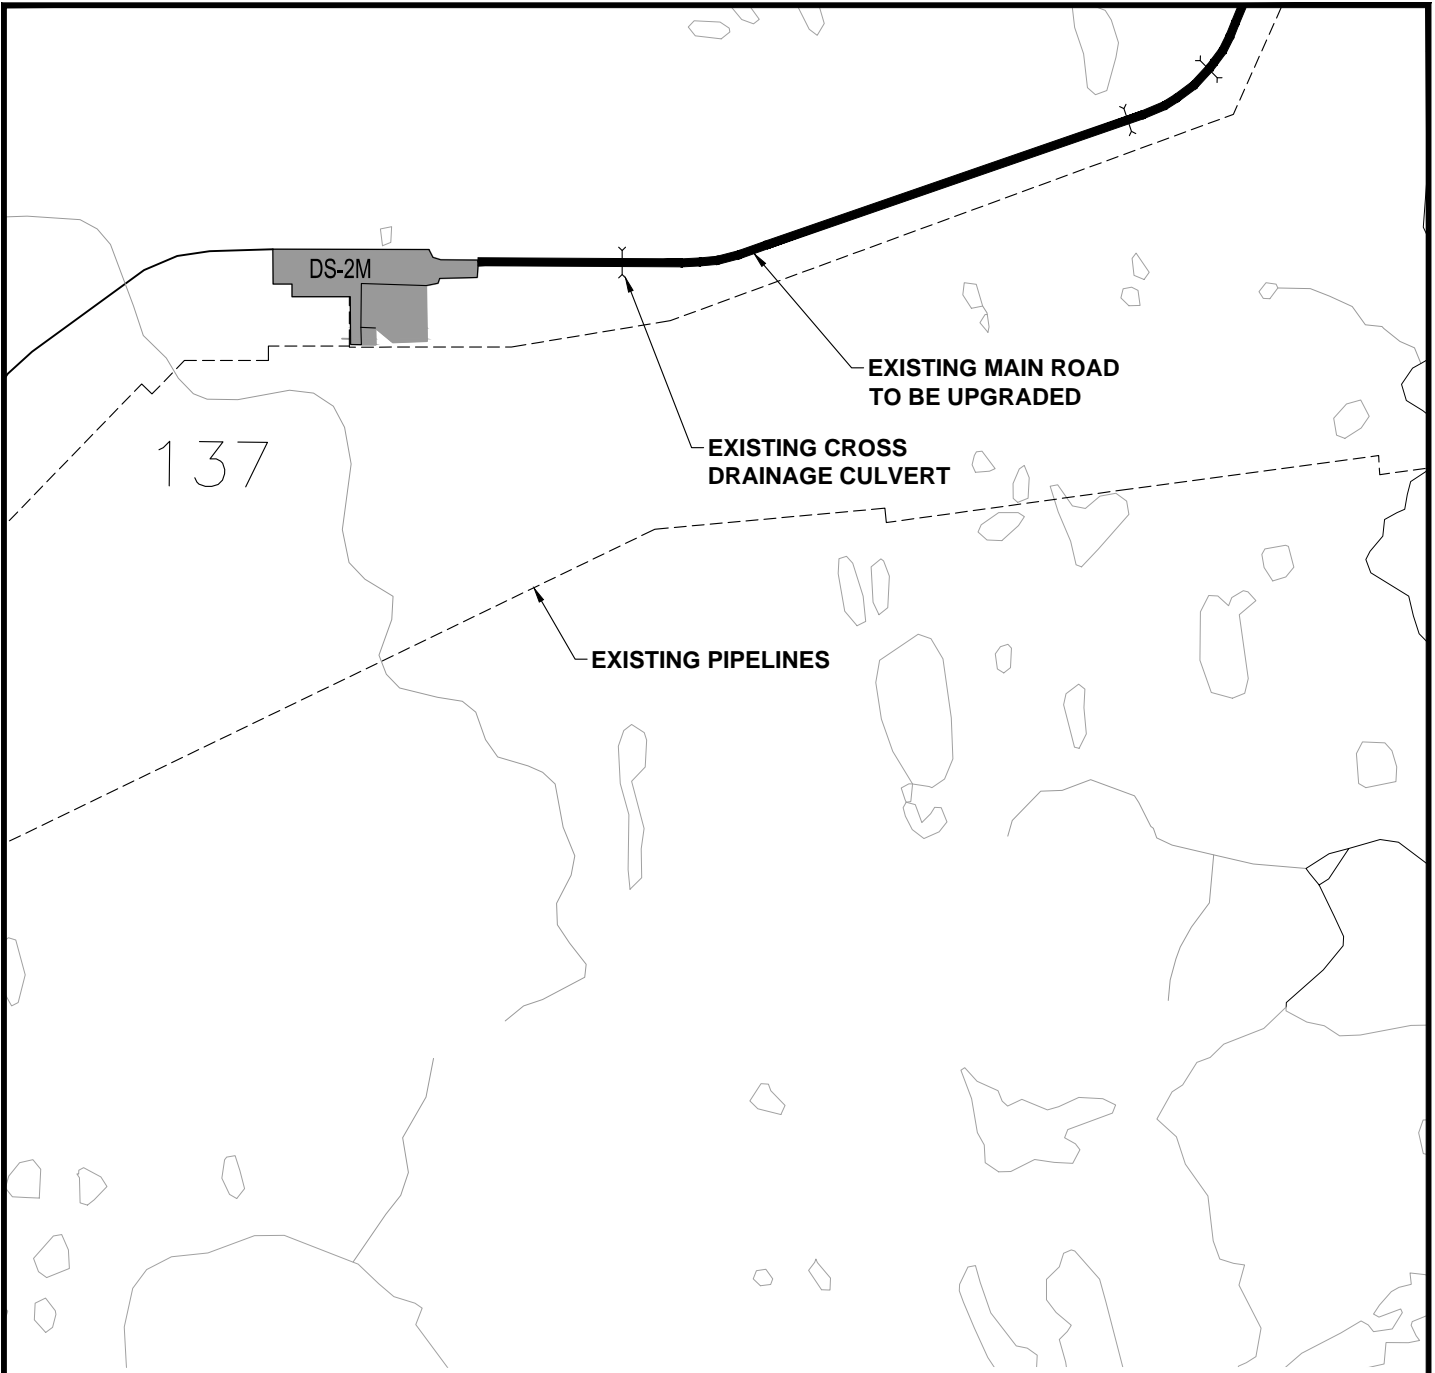 DS-2M
EXISTING MAIN ROAD
TO BE UPGRADED
137
EXISTING CROSS
DRAINAGE CULVERT
EXISTING PIPELINES